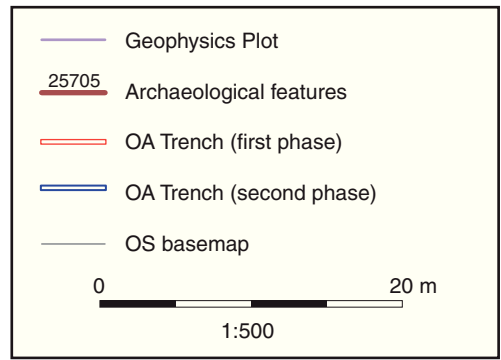 Geophysics Plot
25705
Archaeological features
OA Trench (first phase)
OA Trench (second phase)
OS basemap
0 20 m
1:500